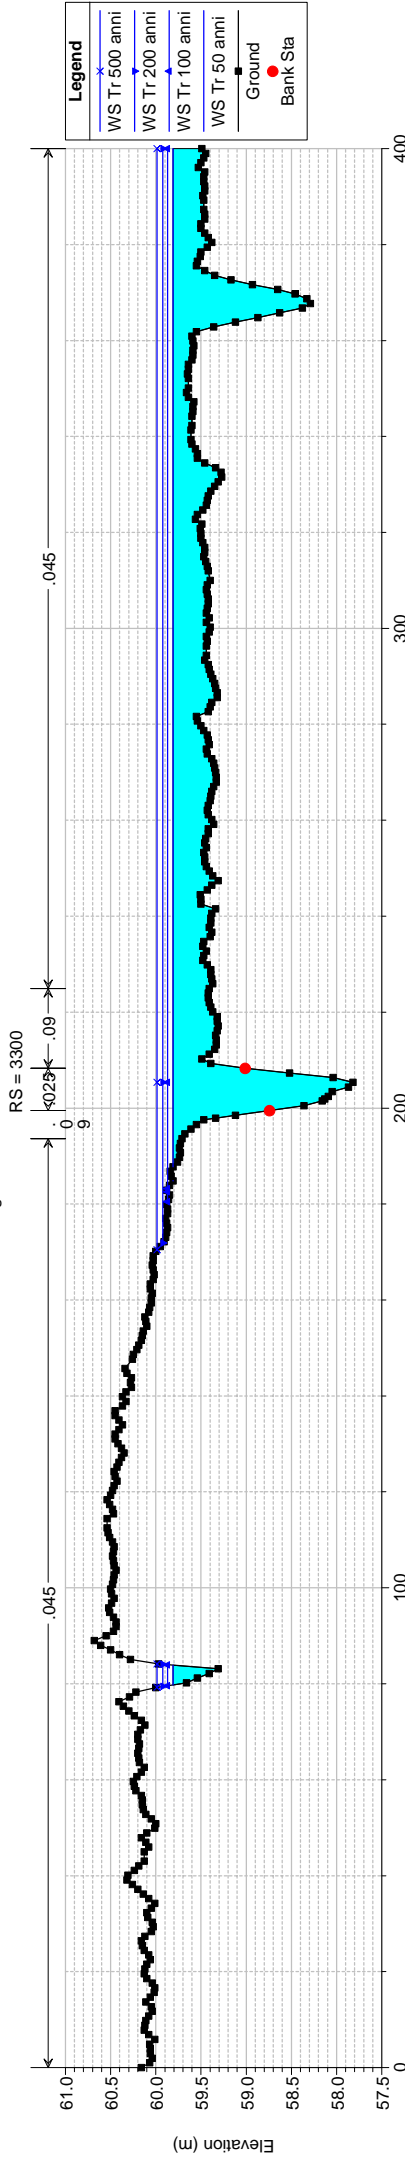 RS = 3300
.045
.09
.025
.09
.045
Legend
WS Tr 500 anni
WS Tr 200 anni
WS Tr 100 anni
WS Tr 50 anni
Ground
Bank Sta
61.0
60.5
60.0
59.5
59.0
58.5
58.0
57.5
Elevation (m)
0
100
200
300
400